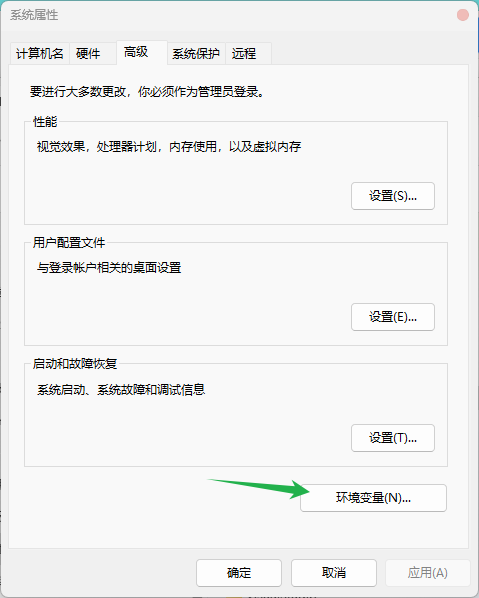 系统属性
计算机名 硬件 高级 系统保护 远程
要进行大多数更改，你必须作为管理员登录。
性能
视觉效果，处理器计划，内存使用，以及虚拟内存
设置(S)...
用户配置文件
与登录帐户相关的桌面设置
设置(E)...
启动和故障恢复
系统启动、系统故障和调试信息
设置(T)...
环境变量(N)...
确定 取消 应用(A)